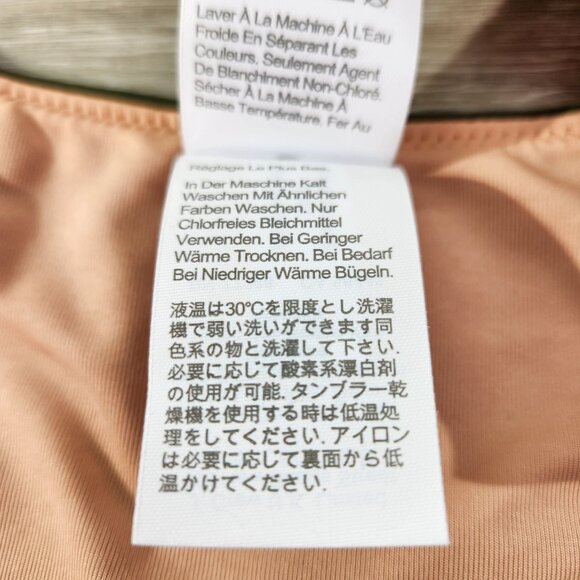 Laver À La Machine À L'Eau
Froide En Séparant Les
Couleurs, Seulement Agent
De Blanchiment Non-Chloré.
Sécher À La Machine À
Basse Température. Fer Au
Réglage Le Plus Bas.
In Der Maschine Kalt
Waschen Mit Ähnlichen
Farben Waschen. Nur
Chlorfreies Bleichmittel
Verwenden. Bei Geringer
Wärme Trocknen. Bei Bedarf
Bei Niedriger Wärme Bügeln.
液温は30℃を限度とし洗濯
機で弱い洗いができます同
色系の物と洗濯して下さい.
必要に応じて酸素系漂白剤
の使用が可能. タンブラー乾
燥機を使用する時は低温処
理をしてください. アイロン
は必要に応じて裏面から低
温かけてください.